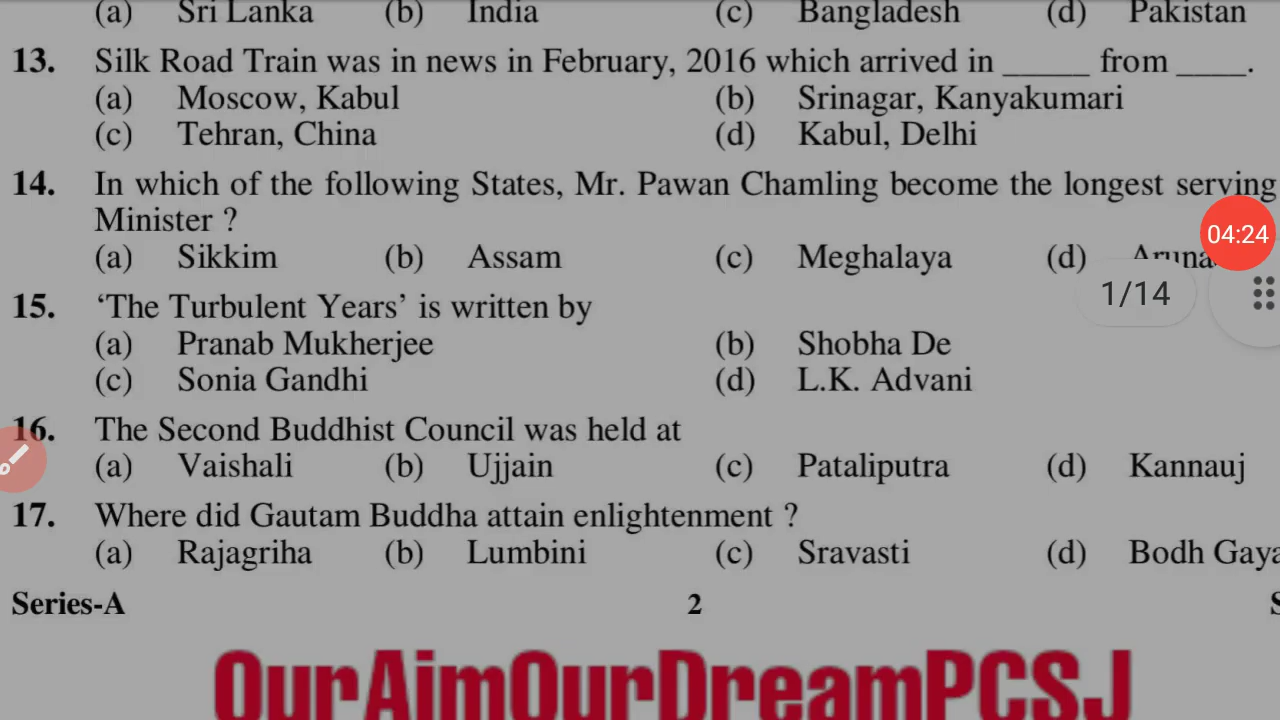 (a) Sri Lanka (b) India (c) Bangladesh (d) Pakistan
13. Silk Road Train was in news in February, 2016 which arrived in _____ from ____.
(a) Moscow, Kabul (b) Srinagar, Kanyakumari
(c) Tehran, China (d) Kabul, Delhi
14. In which of the following States, Mr. Pawan Chamling become the longest serving
Minister ?
04:24
(a) Sikkim (b) Assam (c) Meghalaya (d)
1/14
15. ‘The Turbulent Years’ is written by
(a) Pranab Mukherjee (b) Shobha De
(c) Sonia Gandhi (d) L.K. Advani
16. The Second Buddhist Council was held at
(a) Vaishali (b) Ujjain (c) Pataliputra (d) Kannauj
17. Where did Gautam Buddha attain enlightenment ?
(a) Rajagriha (b) Lumbini (c) Sravasti (d) Bodh Gaya
Series-A 2
OurAimOurDreamPCSJ